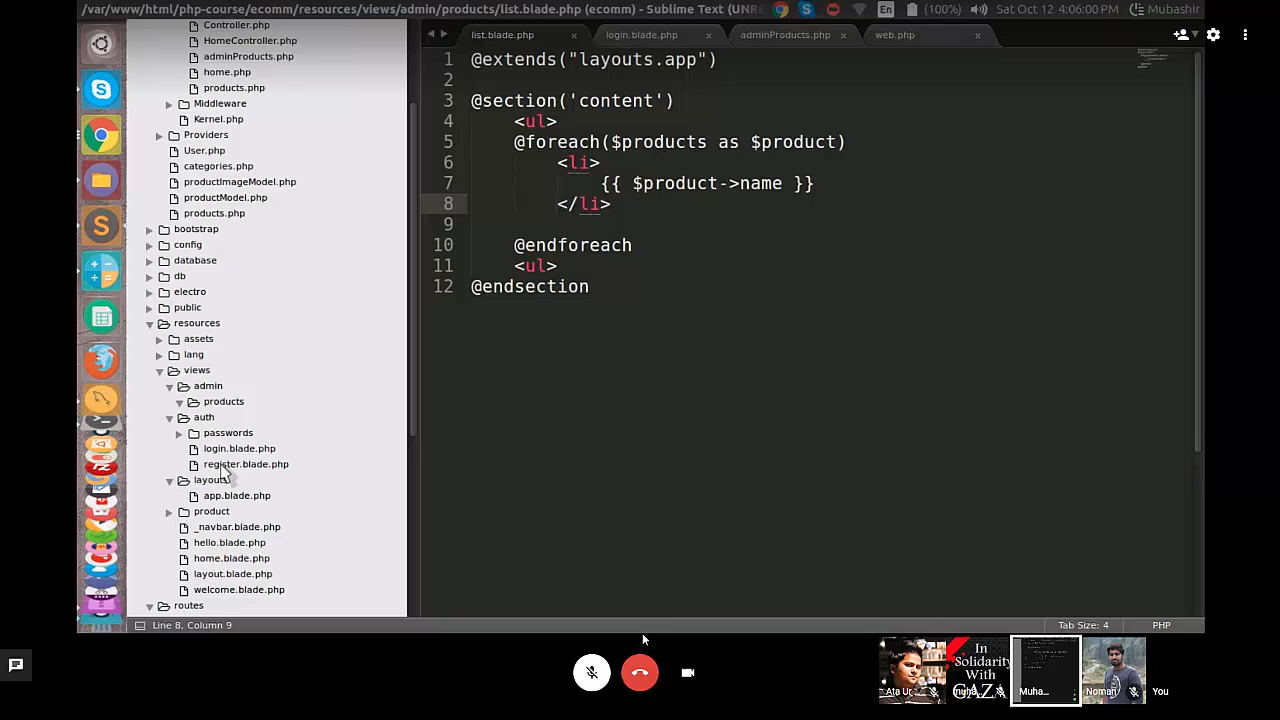 /var/www/html/php-course/ecomm/resources/views/admin/products/list.blade.php (ecomm) - Sublime Text (UNRE
En (100%) Sat Oct 12 4:06:00 PM Mubashir
Controller.php
HomeController.php
adminProducts.php
home.php
products.php
Middleware
Kernel.php
Providers
User.php
categories.php
productImageModel.php
productModel.php
products.php
bootstrap
config
database
db
electro
public
resources
assets
lang
views
admin
products
auth
passwords
login.blade.php
register.blade.php
layouts
app.blade.php
product
_navbar.blade.php
hello.blade.php
home.blade.php
layout.blade.php
welcome.blade.php
routes
list.blade.php × login.blade.php × adminProducts.php × web.php ×
1 @extends("layouts.app")
2
3 @section('content')
4 <ul>
5 @foreach($products as $product)
6 <li>
7 {{ $product->name }}
8 </li>
9
10 @endforeach
11 <ul>
12 @endsection
Line 8, Column 9
Tab Size: 4 PHP
In
Solidarity
With
GAZA
Ata Ur
Muha...
Noman
You